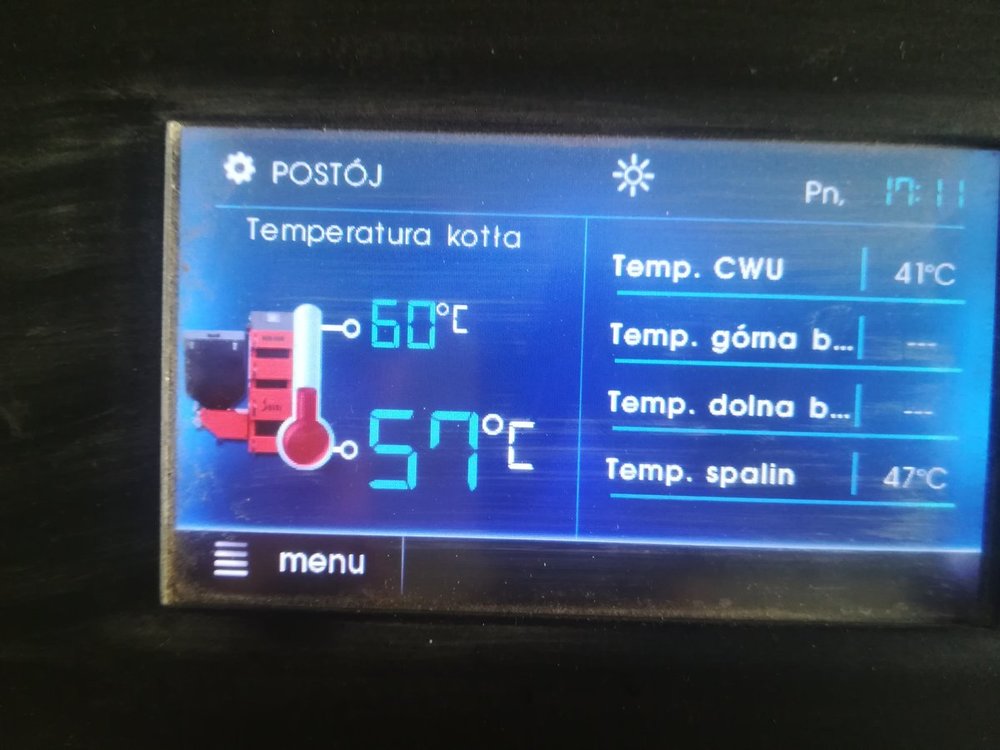 POSTÓJ
Pn, 17:11
Temperatura kotła
60°C
57°C
Temp. CWU 41°C
Temp. górna b... ---
Temp. dolna b... ---
Temp. spalin 47°C
menu